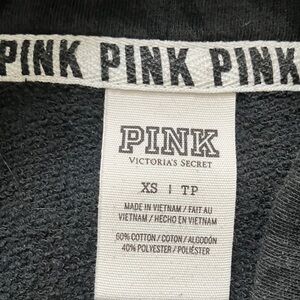 PINK PINK PINK
PINK
VICTORIA'S SECRET
XS | TP
MADE IN VIETNAM / FAIT AU
VIETNAM / HECHO EN VIETNAM
60% COTTON / COTON / ALGODÓN
40% POLYESTER / POLIÉSTER